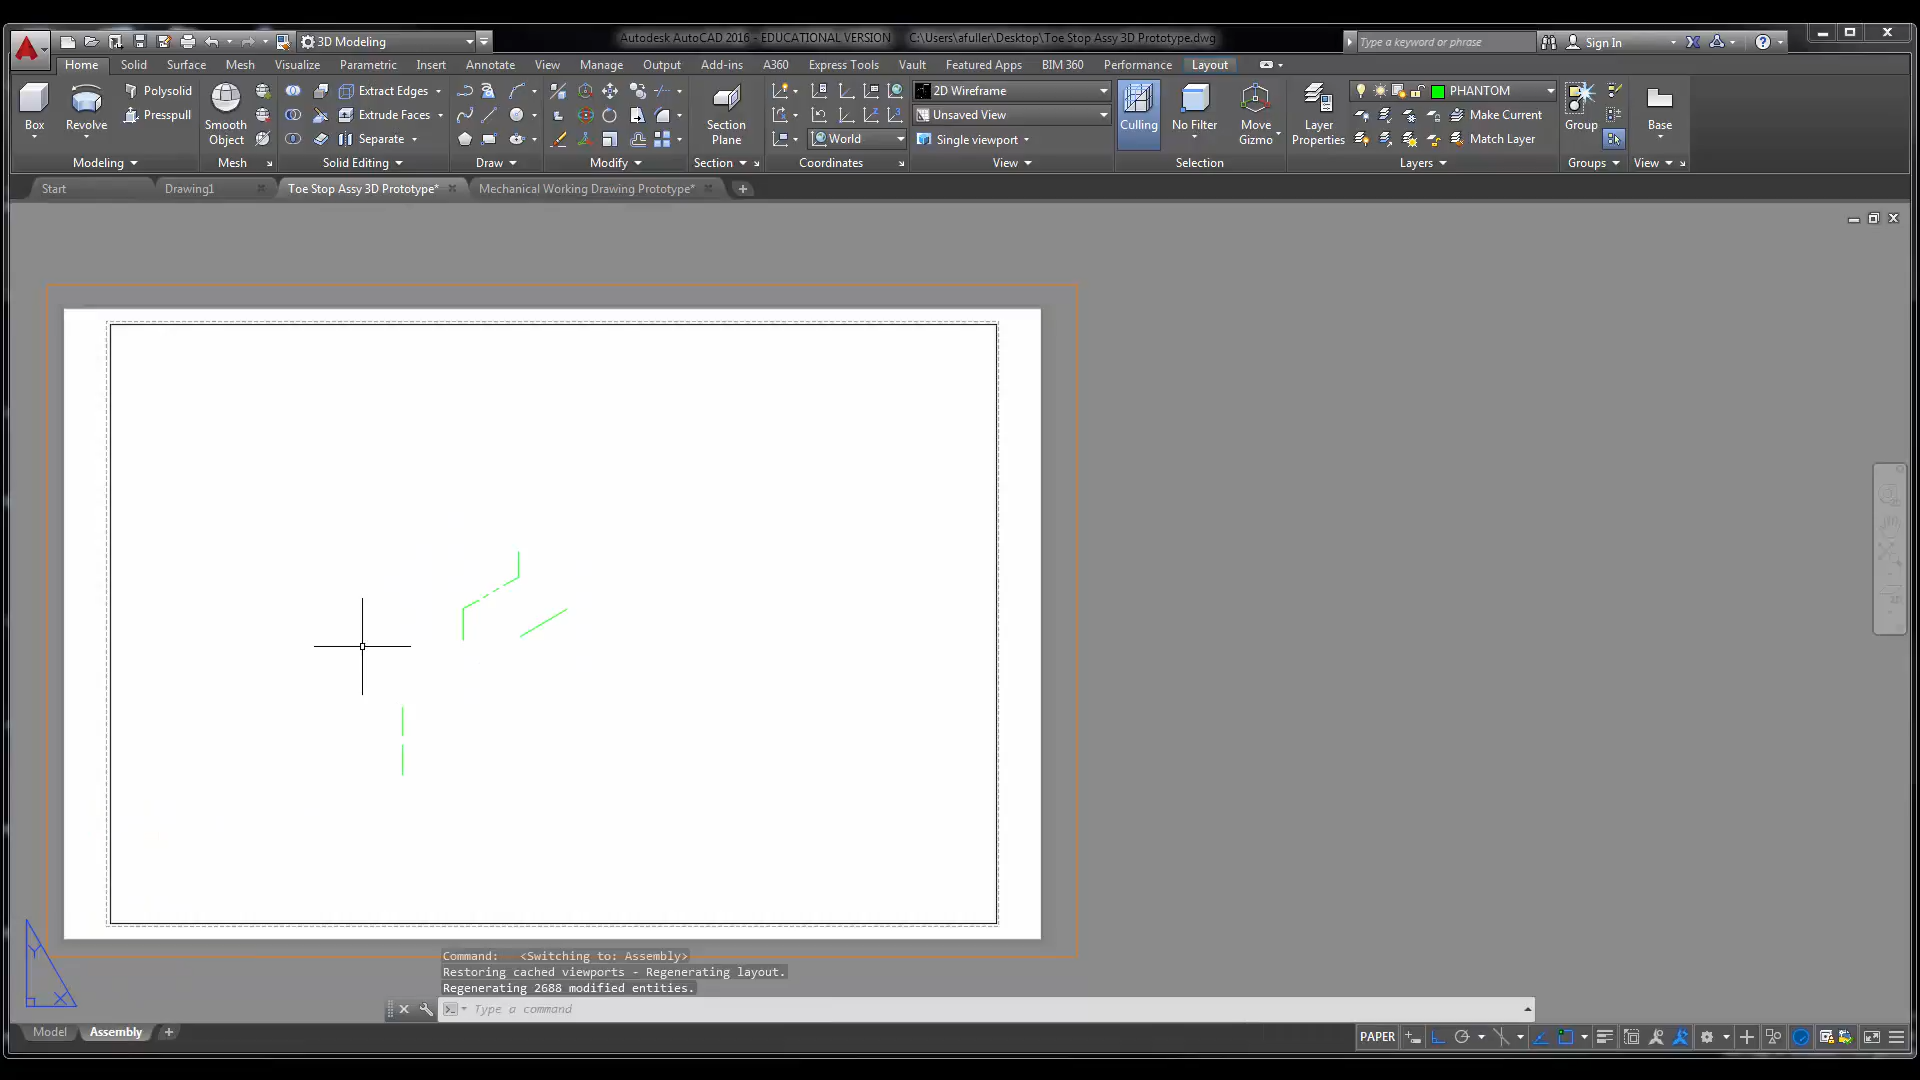 3D Modeling
Autodesk AutoCAD 2016 - EDUCATIONAL VERSION C:\Users\afuller\Desktop\Toe Stop Assy 3D Prototype.dwg
Type a keyword or phrase
Sign In
Home Solid Surface Mesh Visualize Parametric Insert Annotate View Manage Output Add-ins A360 Express Tools Vault Featured Apps BIM 360 Performance Layout
Polysolid Extract Edges 2D Wireframe PHANTOM
Presspull Extrude Faces Unsaved View Make Current
Box Revolve Smooth Object Section Plane Culling No Filter Move Gizmo Layer Properties Group Base
Separate World Single viewport Match Layer
Modeling Mesh Solid Editing Draw Modify Section Coordinates View Selection Layers Groups View
Start Drawing1 Toe Stop Assy 3D Prototype* Mechanical Working Drawing Prototype*
Y
X
Command: <Switching to: Assembly>
Restoring cached viewports - Regenerating layout.
Regenerating 2688 modified entities.
Type a command
Model Assembly
PAPER